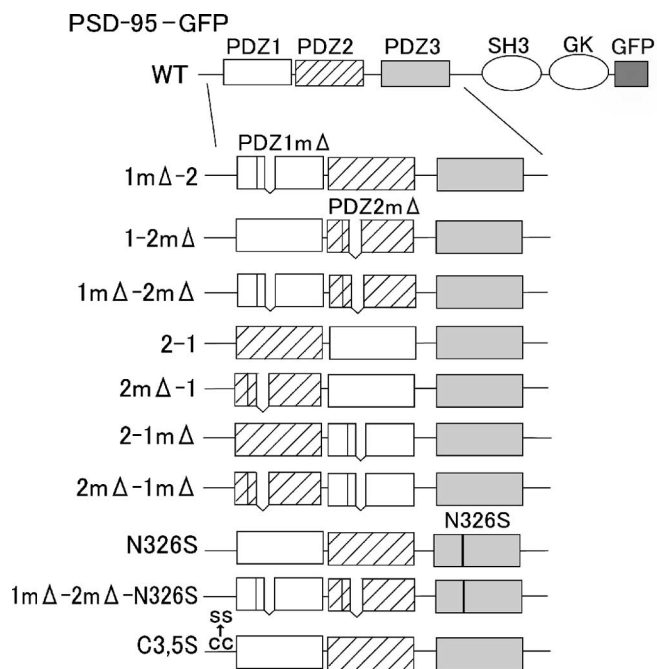 PSD-95-GFP
PDZ1 PDZ2 PDZ3 SH3 GK GFP
WT
PDZ1mΔ
1mΔ-2
PDZ2mΔ
1-2mΔ
1mΔ-2mΔ
2-1
2mΔ-1
2-1mΔ
2mΔ-1mΔ
N326S
N326S
1mΔ-2mΔ-N326S
SS
↑
CC
C3,5S